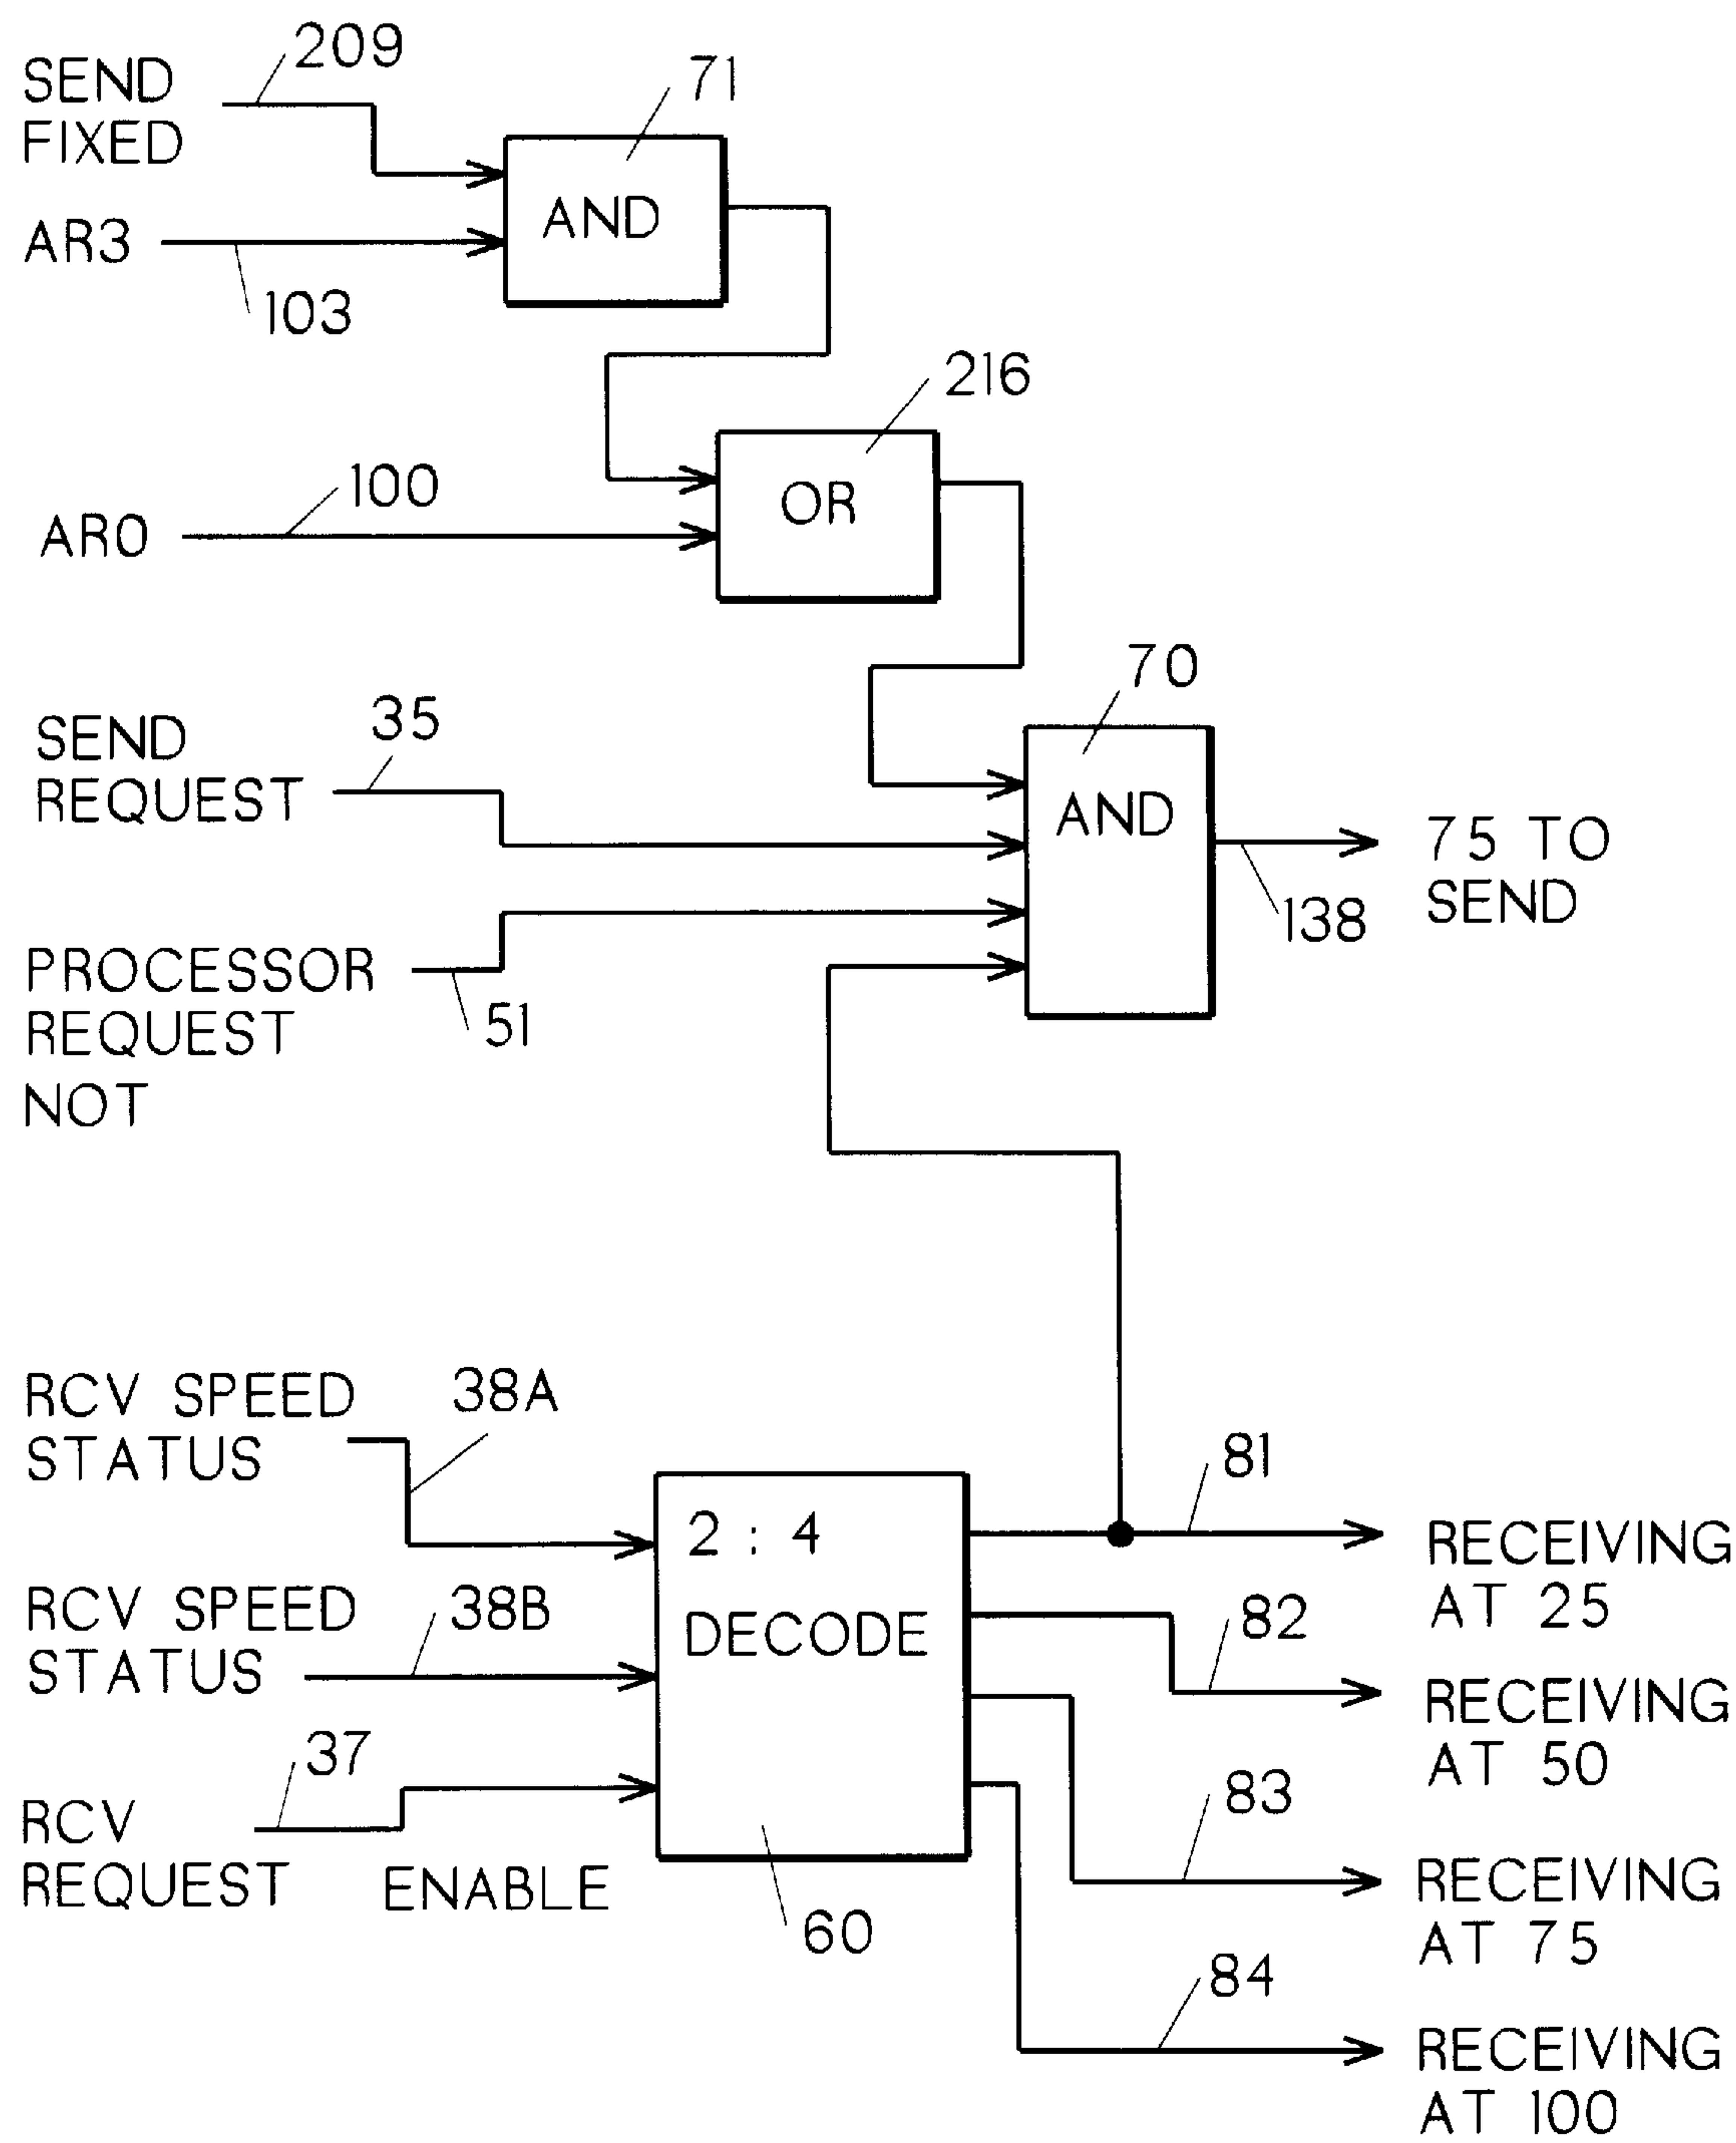 209
SEND
FIXED
71
AND
AR3
103
216
100
OR
AR0
70
35
SEND
REQUEST
AND
75 TO
SEND
138
PROCESSOR
REQUEST
NOT
51
RCV SPEED
STATUS
38A
81
2 : 4
DECODE
RECEIVING
AT 25
RCV SPEED
STATUS
38B
82
RECEIVING
AT 50
37
RCV
REQUEST
ENABLE
83
60
RECEIVING
AT 75
84
RECEIVING
AT 100